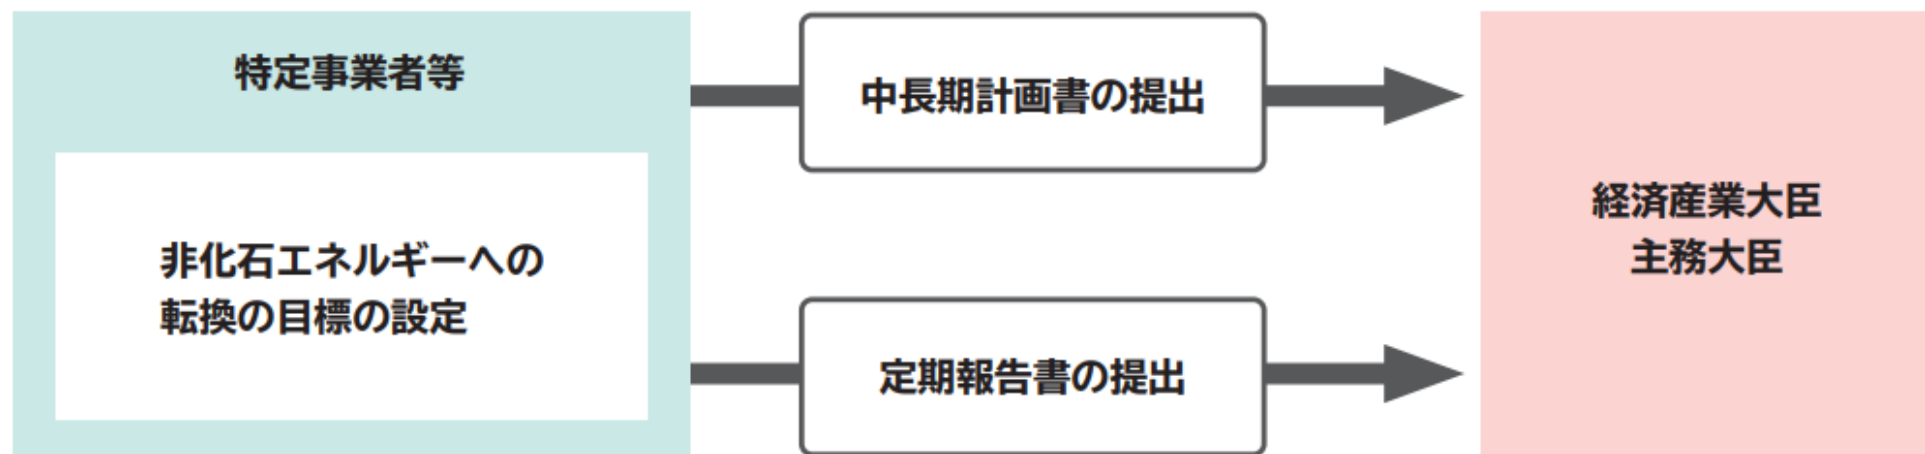 特定事業者等
非化石エネルギーへの
転換の目標の設定
中長期計画書の提出
定期報告書の提出
経済産業大臣
主務大臣